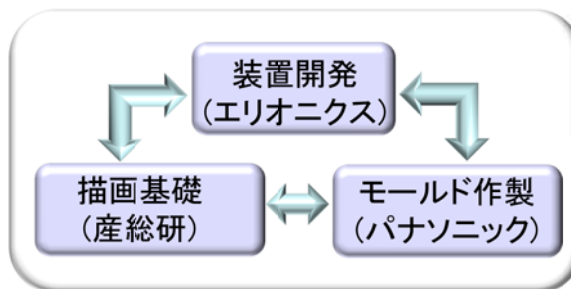 装置開発
(エリオニクス)
描画基礎
(産総研)
モールド作製
(パナソニック)